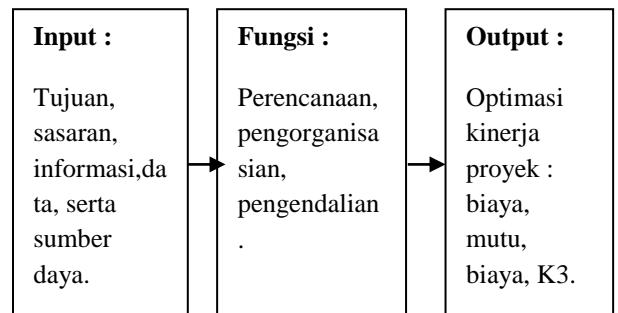 Input :
Tujuan,
sasaran,
informasi,da
ta, serta
sumber
daya.
Fungsi :
Perencanaan,
pengorganisa
sian,
pengendalian
.
Output :
Optimasi
kinerja
proyek :
biaya,
mutu,
biaya, K3.